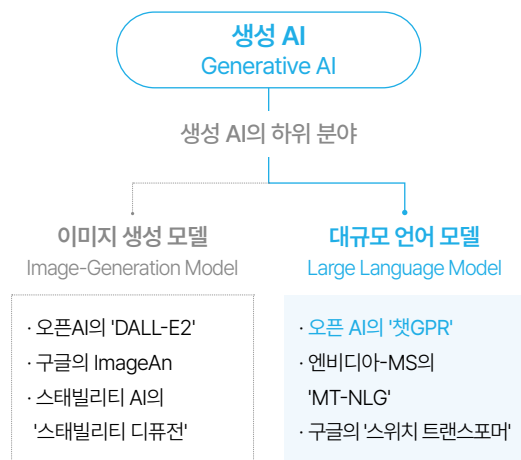 생성 AI
Generative AI
생성 AI의 하위 분야
이미지 생성 모델
Image-Generation Model
· 오픈AI의 'DALL-E2'
· 구글의 ImageAn
· 스태빌리티 AI의
'스태빌리티 디퓨전'
대규모 언어 모델
Large Language Model
· 오픈 AI의 '챗GPR'
· 엔비디아-MS의
'MT-NLG'
· 구글의 '스위치 트랜스포머'